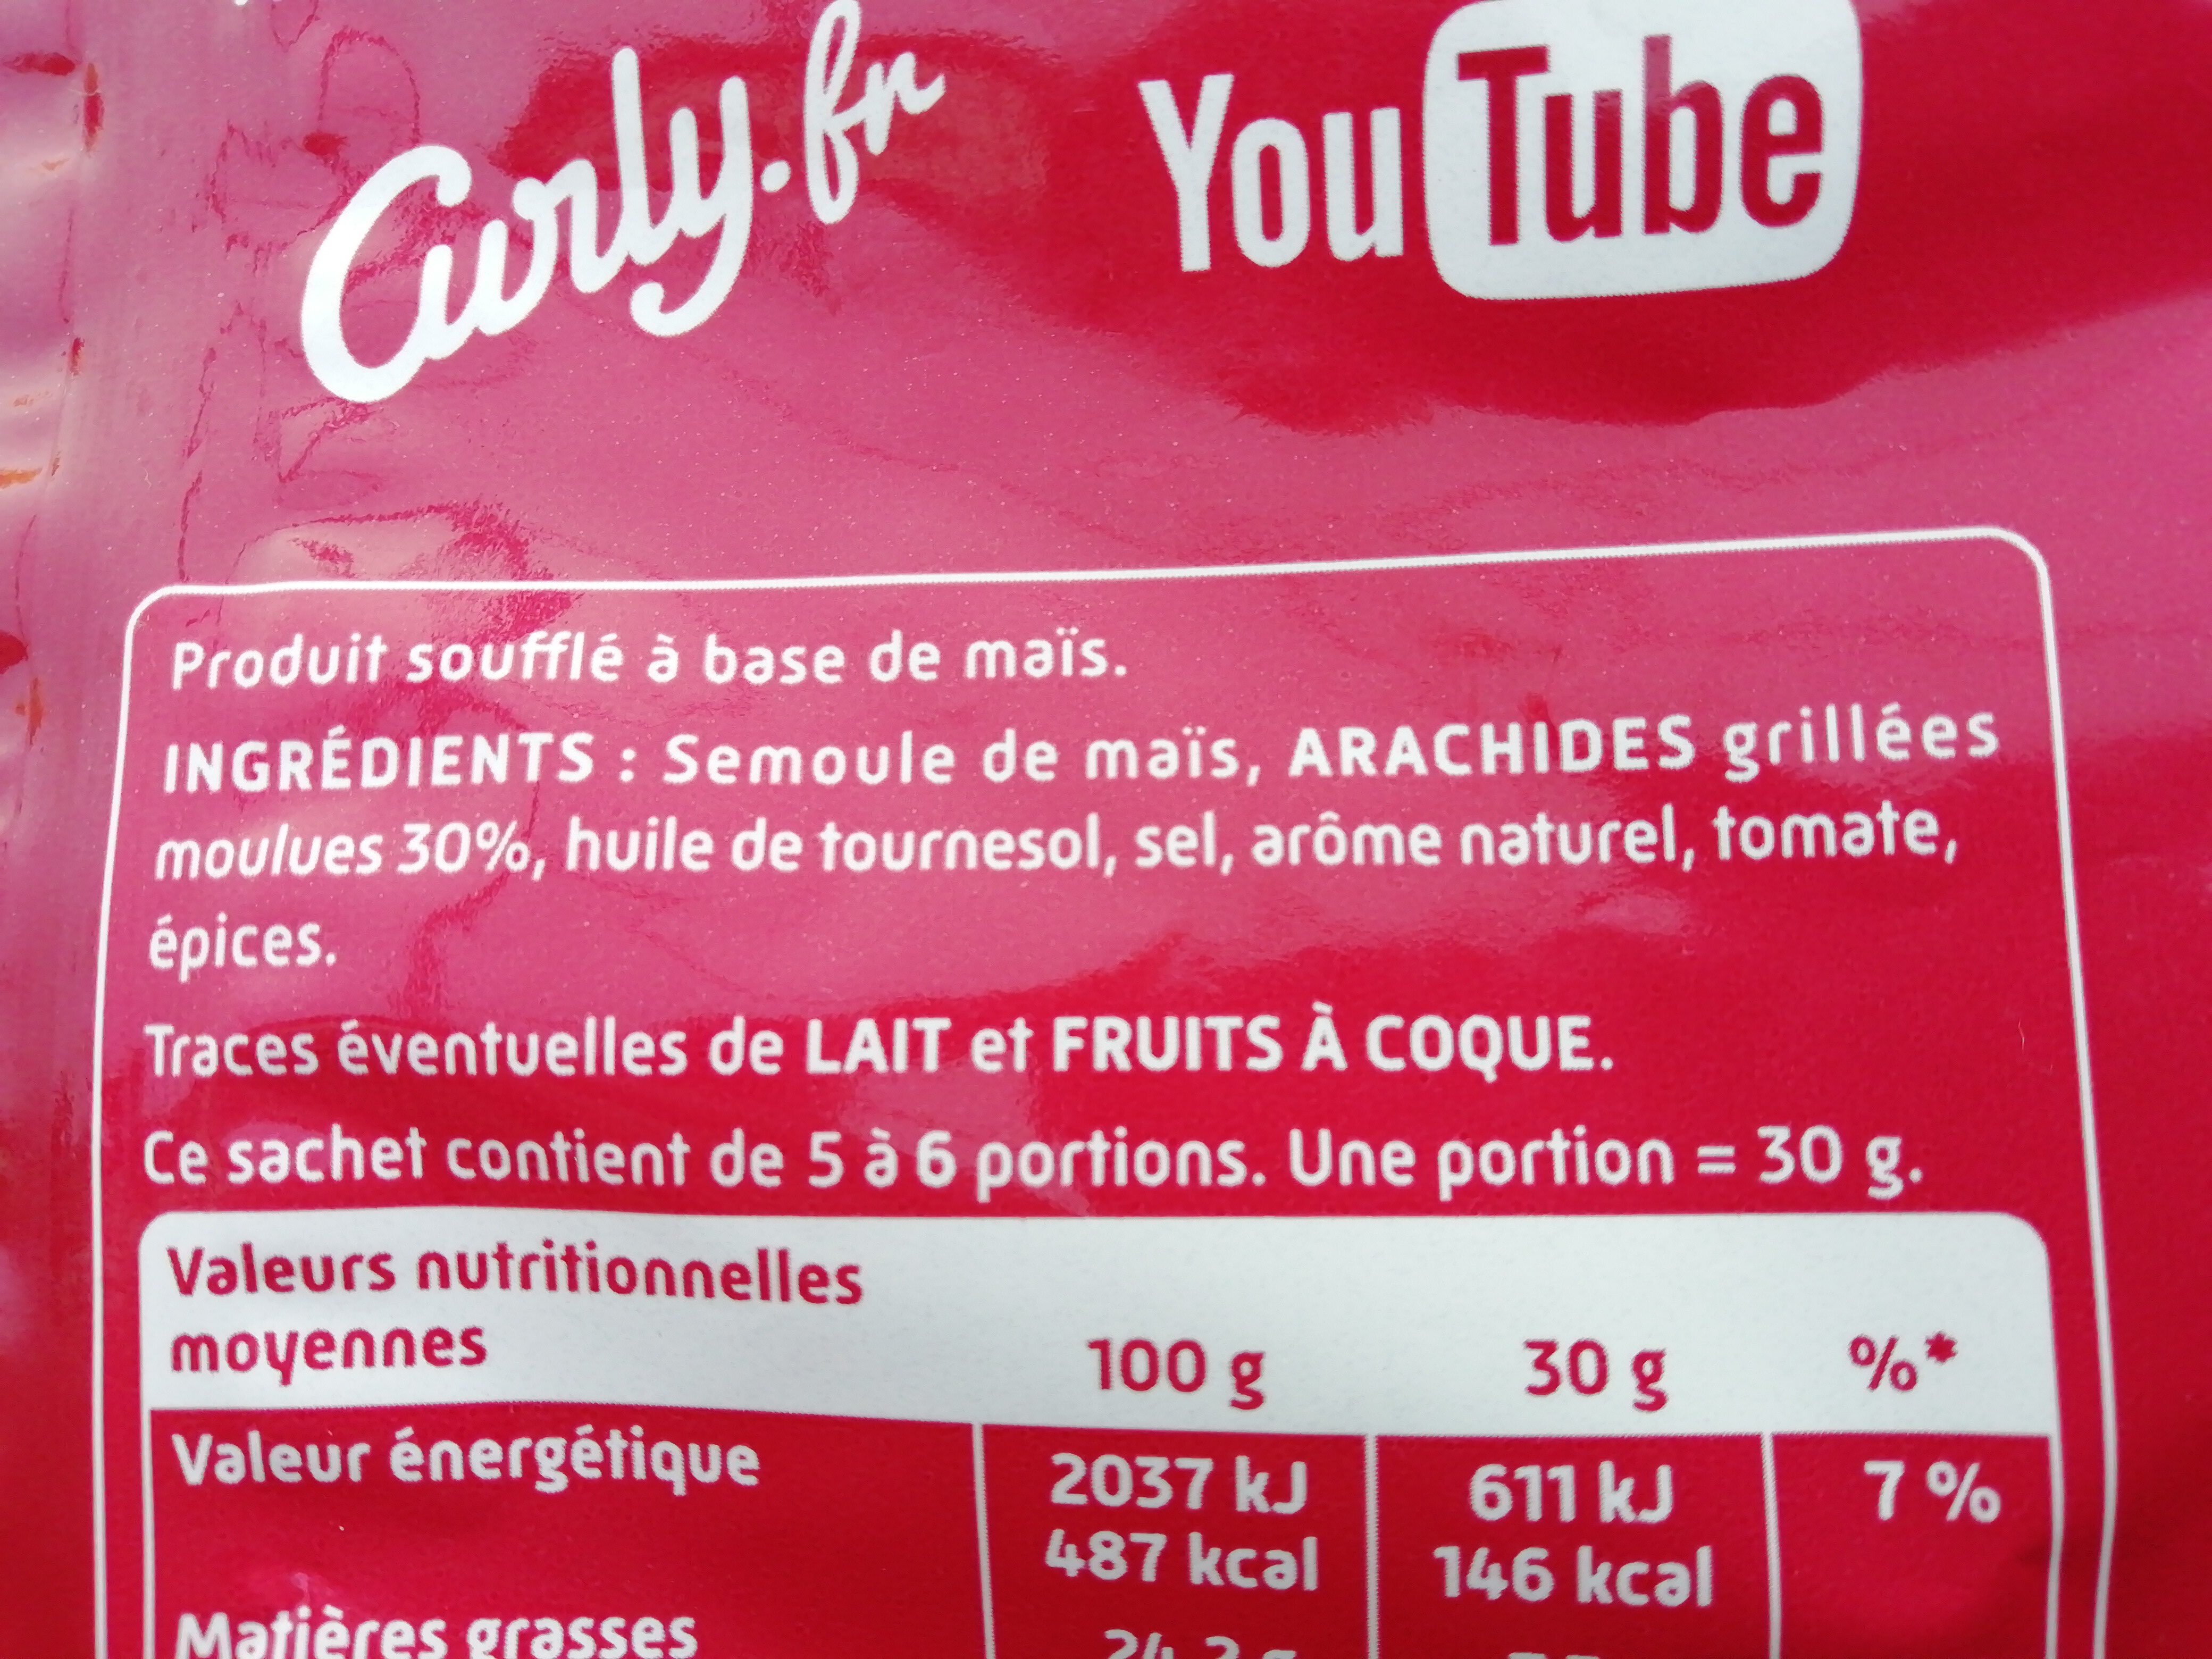 Curly.fr
YouTube
Produit soufflé à base de maïs.
INGRÉDIENTS : Semoule de maïs, ARACHIDES grillées
moulues 30%, huile de tournesol, sel, arôme naturel, tomate,
épices.
Traces éventuelles de LAIT et FRUITS À COQUE.
Ce sachet contient de 5 à 6 portions. Une portion = 30 g.
Valeurs nutritionnelles
moyennes 100 g 30 g %*
Valeur énergétique 2037 kJ 611 kJ 7 %
487 kcal 146 kcal
Matières grasses